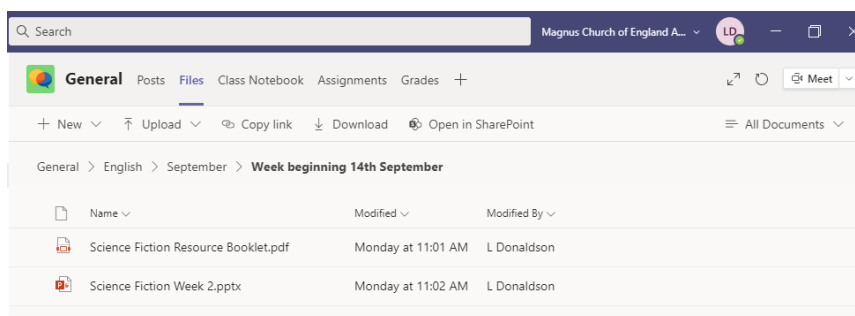 Search Magnus Church of England A... LD
General Posts Files Class Notebook Assignments Grades Meet
New Upload Copy link Download Open in SharePoint All Documents
General > English > September > Week beginning 14th September
Name Modified Modified By
Science Fiction Resource Booklet.pdf Monday at 11:01 AM L Donaldson
Science Fiction Week 2.pptx Monday at 11:02 AM L Donaldson